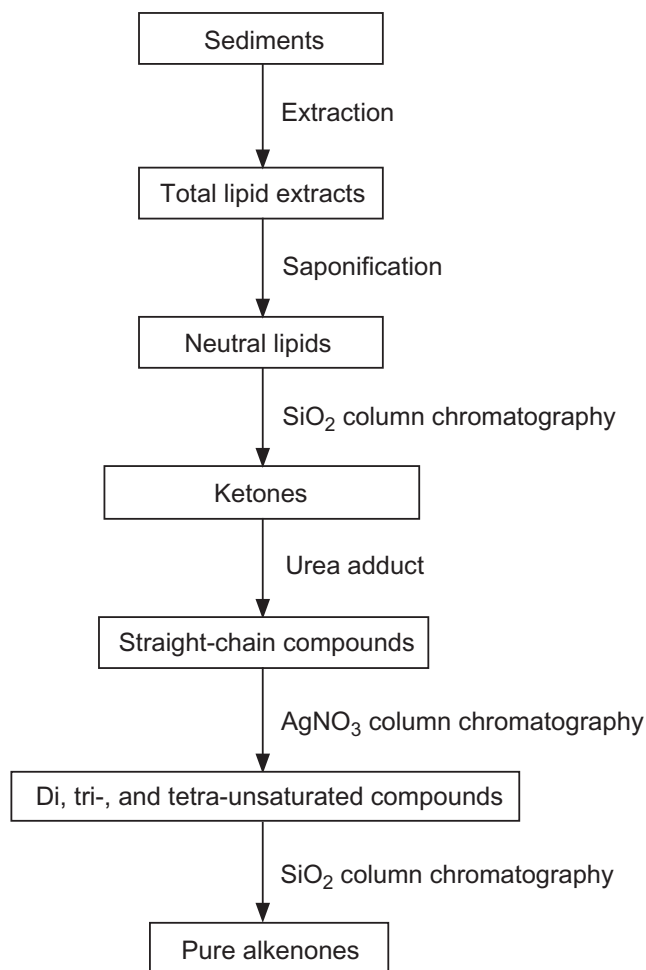 Sediments
Extraction
Total lipid extracts
Saponification
Neutral lipids
SiO₂ column chromatography
Ketones
Urea adduct
Straight-chain compounds
AgNO₃ column chromatography
Di, tri-, and tetra-unsaturated compounds
SiO₂ column chromatography
Pure alkenones